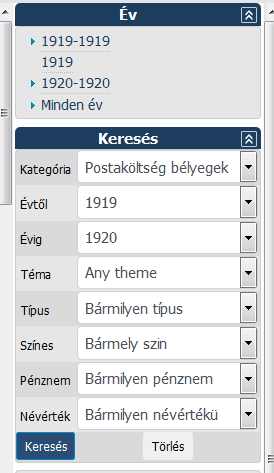 Év
1919-1919
1919
1920-1920
Minden év
Keresés
Kategória Postaköltség bélyegek
Évtől 1919
Évig 1920
Téma Any theme
Típus Bármilyen típus
Színes Bármely szin
Pénznem Bármilyen pénznem
Névérték Bármilyen névértékü
Keresés Törlés